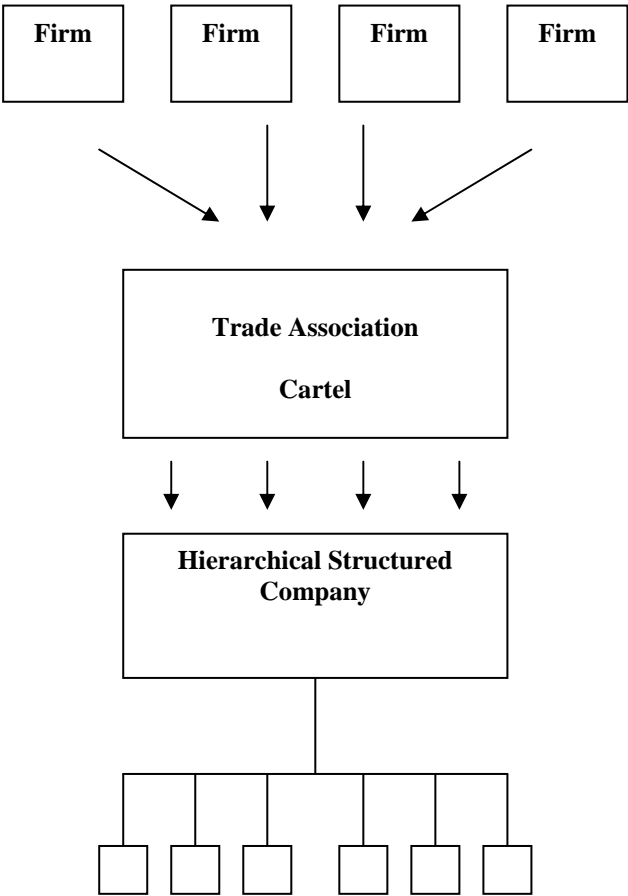 Firm Firm Firm Firm
Trade Association
Cartel
Hierarchical Structured
Company